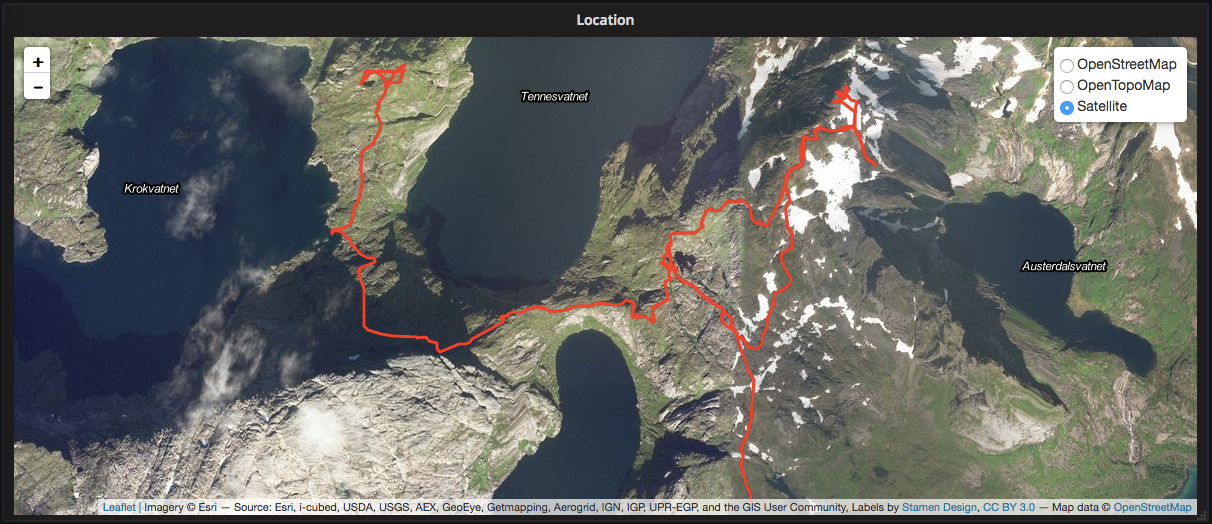 Location
+
−
OpenStreetMap
OpenTopoMap
Satellite
Tennesvatnet
Krokvatnet
Austerdalsvatnet
Leaflet | Imagery © Esri — Source: Esri, i-cubed, USDA, USGS, AEX, GeoEye, Getmapping, Aerogrid, IGN, IGP, UPR-EGP, and the GIS User Community, Labels by Stamen Design, CC BY 3.0 — Map data © OpenStreetMap